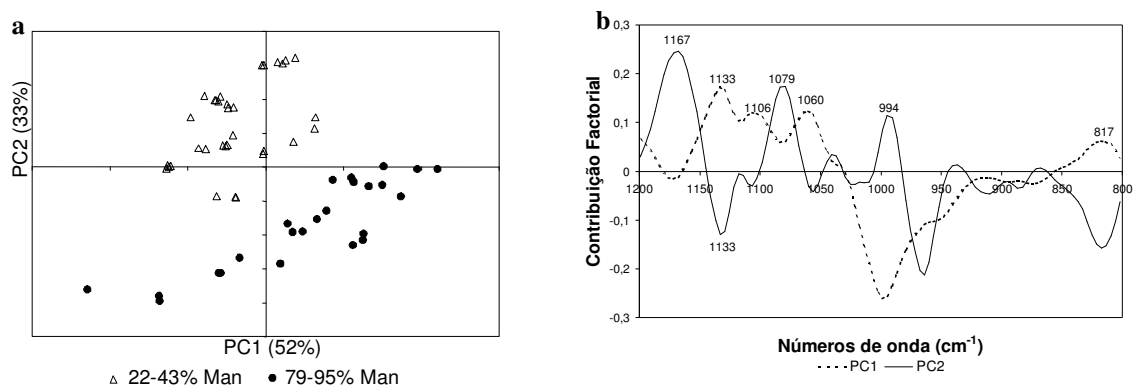 a
PC2 (33%)
PC1 (52%)
△ 22-43% Man ● 79-95% Man
b
Contribuição Factorial
0,3
0,2
0,1
0
-0,1
-0,2
-0,3
1167
1133
1106
1079
1060
994
817
1133
1200 1150 1100 1050 1000 950 900 850 800
Números de onda (cm⁻¹)
PC1 PC2